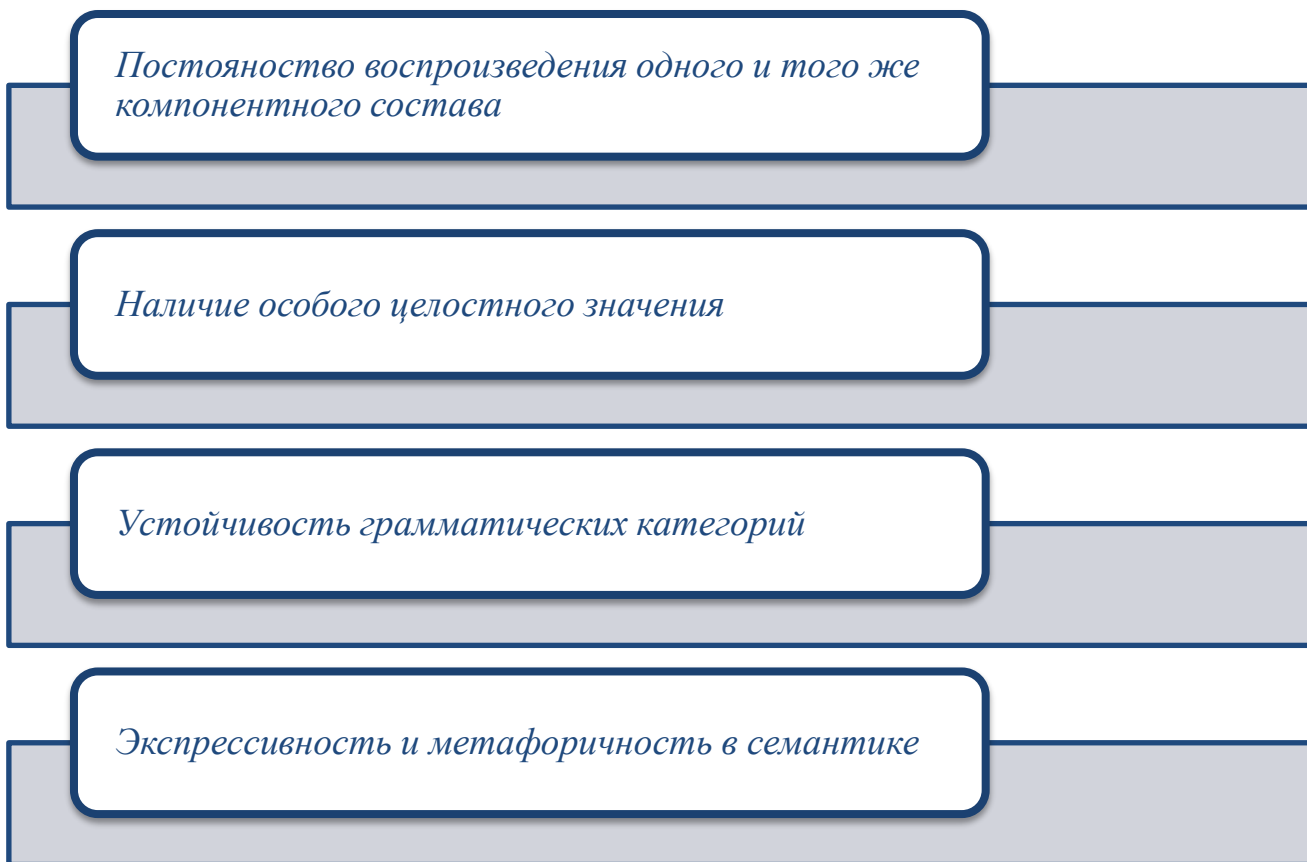 Постояноство воспроизведения одного и того же
компонентного состава
Наличие особого целостного значения
Устойчивость грамматических категорий
Экспрессивность и метафоричность в семантике